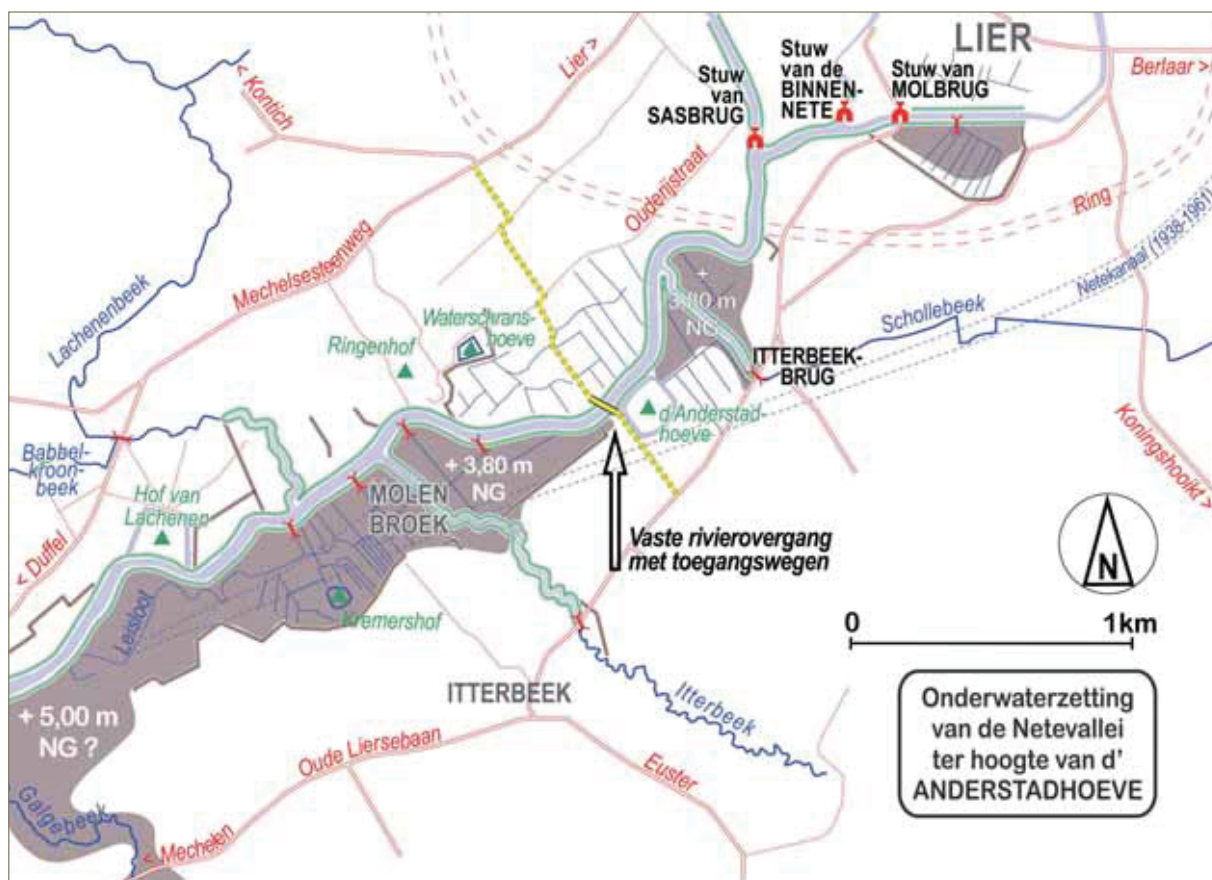 LIER
Stuw
van de
BINNEN-
NETE
Stuw van
MOLBRUG
Stuw
van
SASBRUG
Lier >
< Kontich
Berlaar >
Ouderijstraat
Ring
Netekanaal (1938-1961)
Mechelsesteenweg
Lachenenbeek
Waterschrans-
hoeve
Ringenhof
+
3,80 m
NG
Schollebeek
ITTERBEEK-
BRUG
d'Anderstad-
hoeve
Koningshooikt >
Babbel-
kroon-
beek
Hof van
Lachenen
< Duffel
+ 3,80 m
NG
MOLEN
BROEK
Vaste rivierovergang
met toegangswegen
N
Leisloot
Kremershof
0 1km
ITTERBEEK
Itterbeek
+ 5,00 m
NG ?
Oude Liersebaan
Euster
Galgebeek
< Mechelen
Onderwaterzetting
van de Netevallei
ter hoogte van d'
ANDERSTADHOEVE